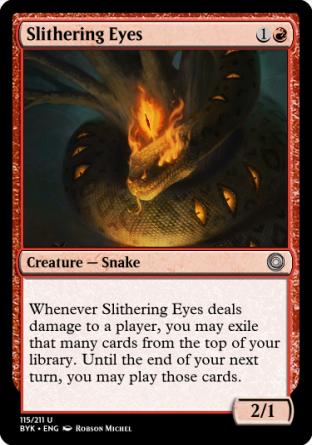 Slithering Eyes 1
Creature — Snake
Whenever Slithering Eyes deals
damage to a player, you may exile
that many cards from the top of your
library. Until the end of your next
turn, you may play those cards.
2/1
115/211 U
BYK • ENG Robson Michel